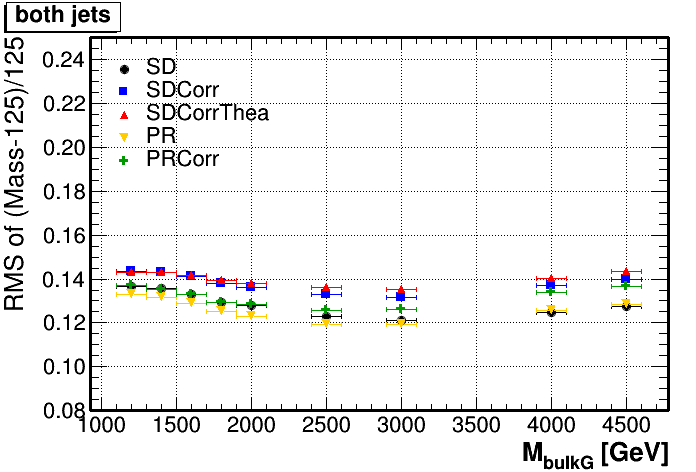 both jets
RMS of (Mass-125)/125
0.24
0.22
0.20
0.18
0.16
0.14
0.12
0.10
0.08
SD
SDCorr
SDCorrThea
PR
PRCorr
1000 1500 2000 2500 3000 3500 4000 4500
M_bulkG [GeV]